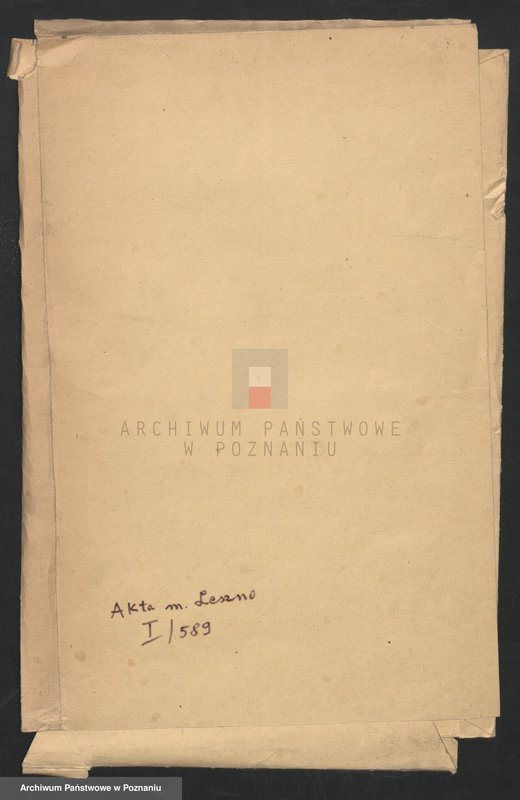 ARCHIWUM PAŃSTWOWE
W POZNANIU
Akta m. Leszno
I/589
Archiwum Państwowe w Poznaniu